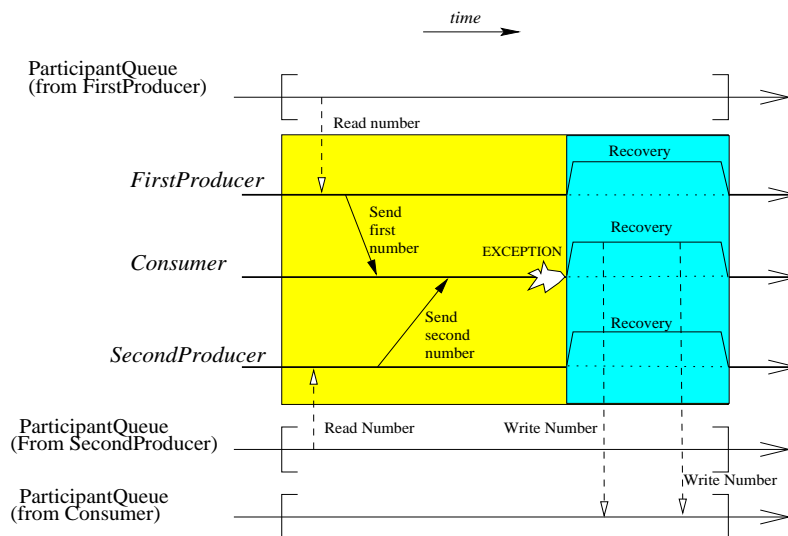 time
ParticipantQueue
(from FirstProducer)
Read number
Recovery
FirstProducer
Send
first
number
Recovery
EXCEPTION
Consumer
Send
second
number
Recovery
SecondProducer
ParticipantQueue
(From SecondProducer)
Read Number
Write Number
Write Number
ParticipantQueue
(from Consumer)